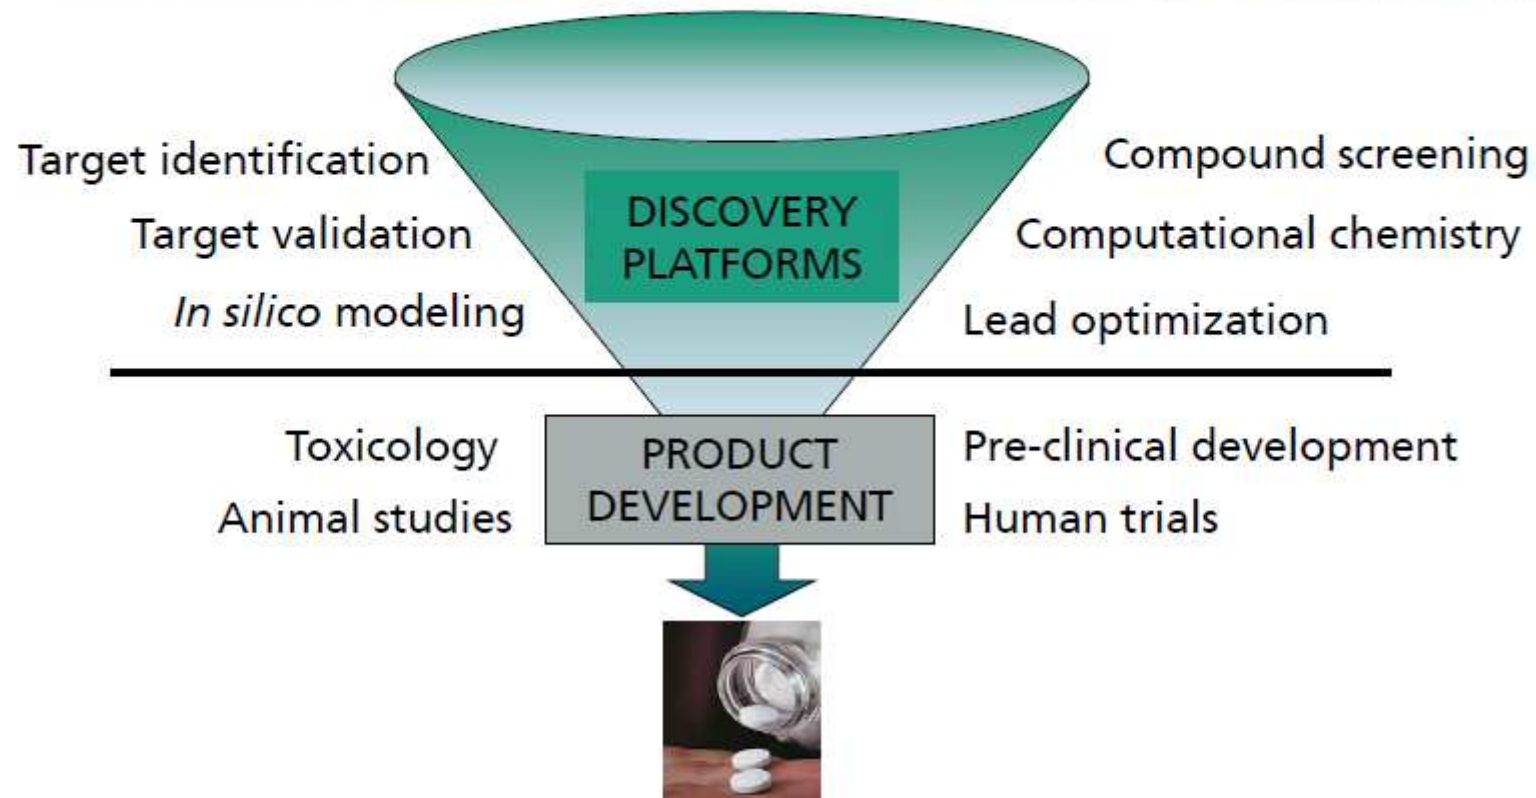 Target identification
Target validation
In silico modeling
DISCOVERY
PLATFORMS
Compound screening
Computational chemistry
Lead optimization
Toxicology
Animal studies
PRODUCT
DEVELOPMENT
Pre-clinical development
Human trials